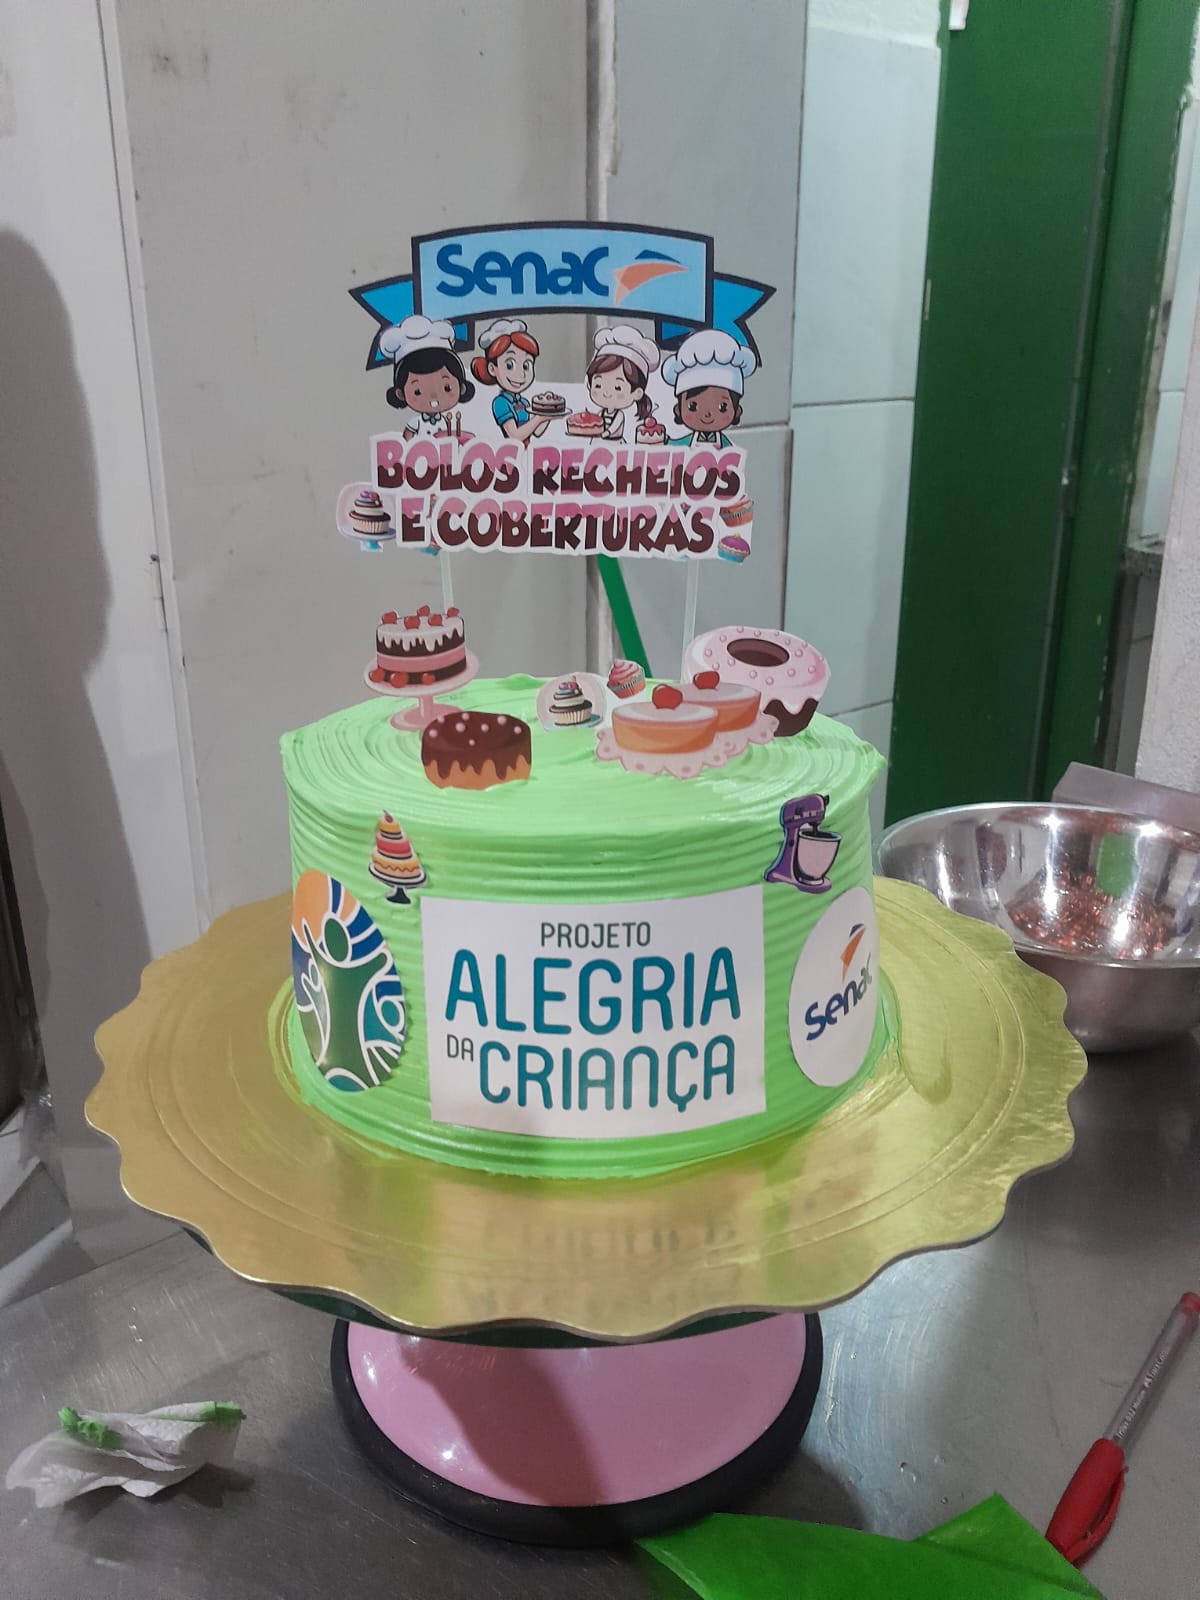 Senac
BOLOS RECHEIOS
E COBERTURAS
PROJETO
ALEGRIA
DA CRIANÇA
Senac